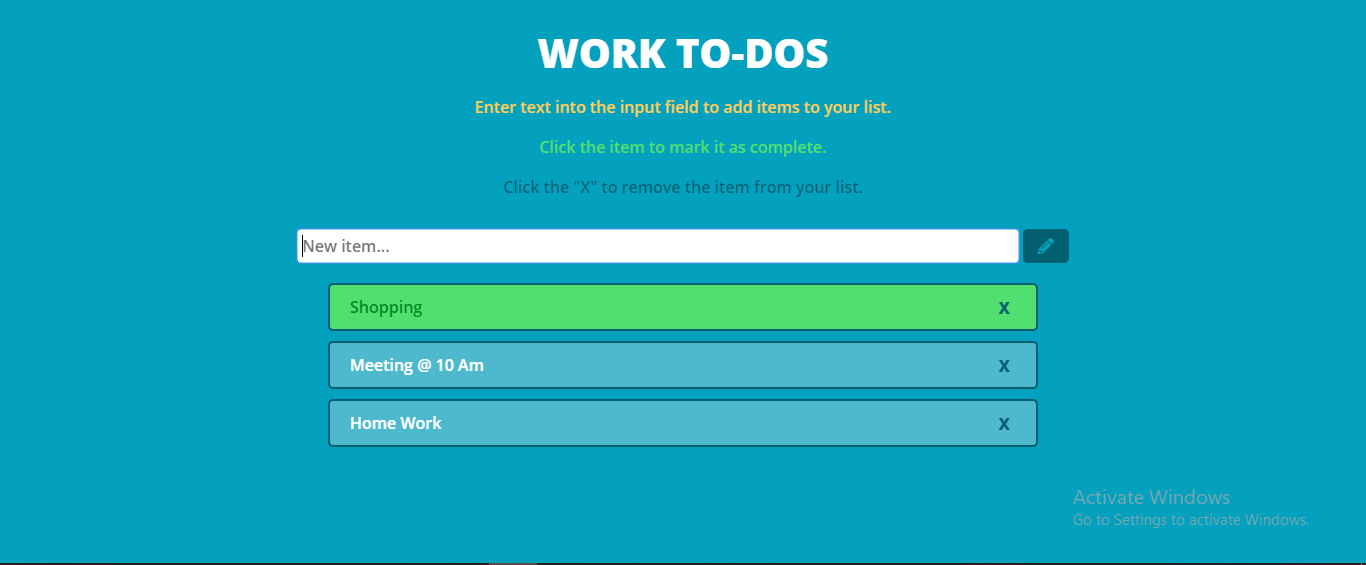 WORK TO-DOS
Enter text into the input field to add items to your list.
Click the item to mark it as complete.
Click the "X" to remove the item from your list.
New item...
Shopping X
Meeting @ 10 Am X
Home Work X
Activate Windows
Go to Settings to activate Windows.